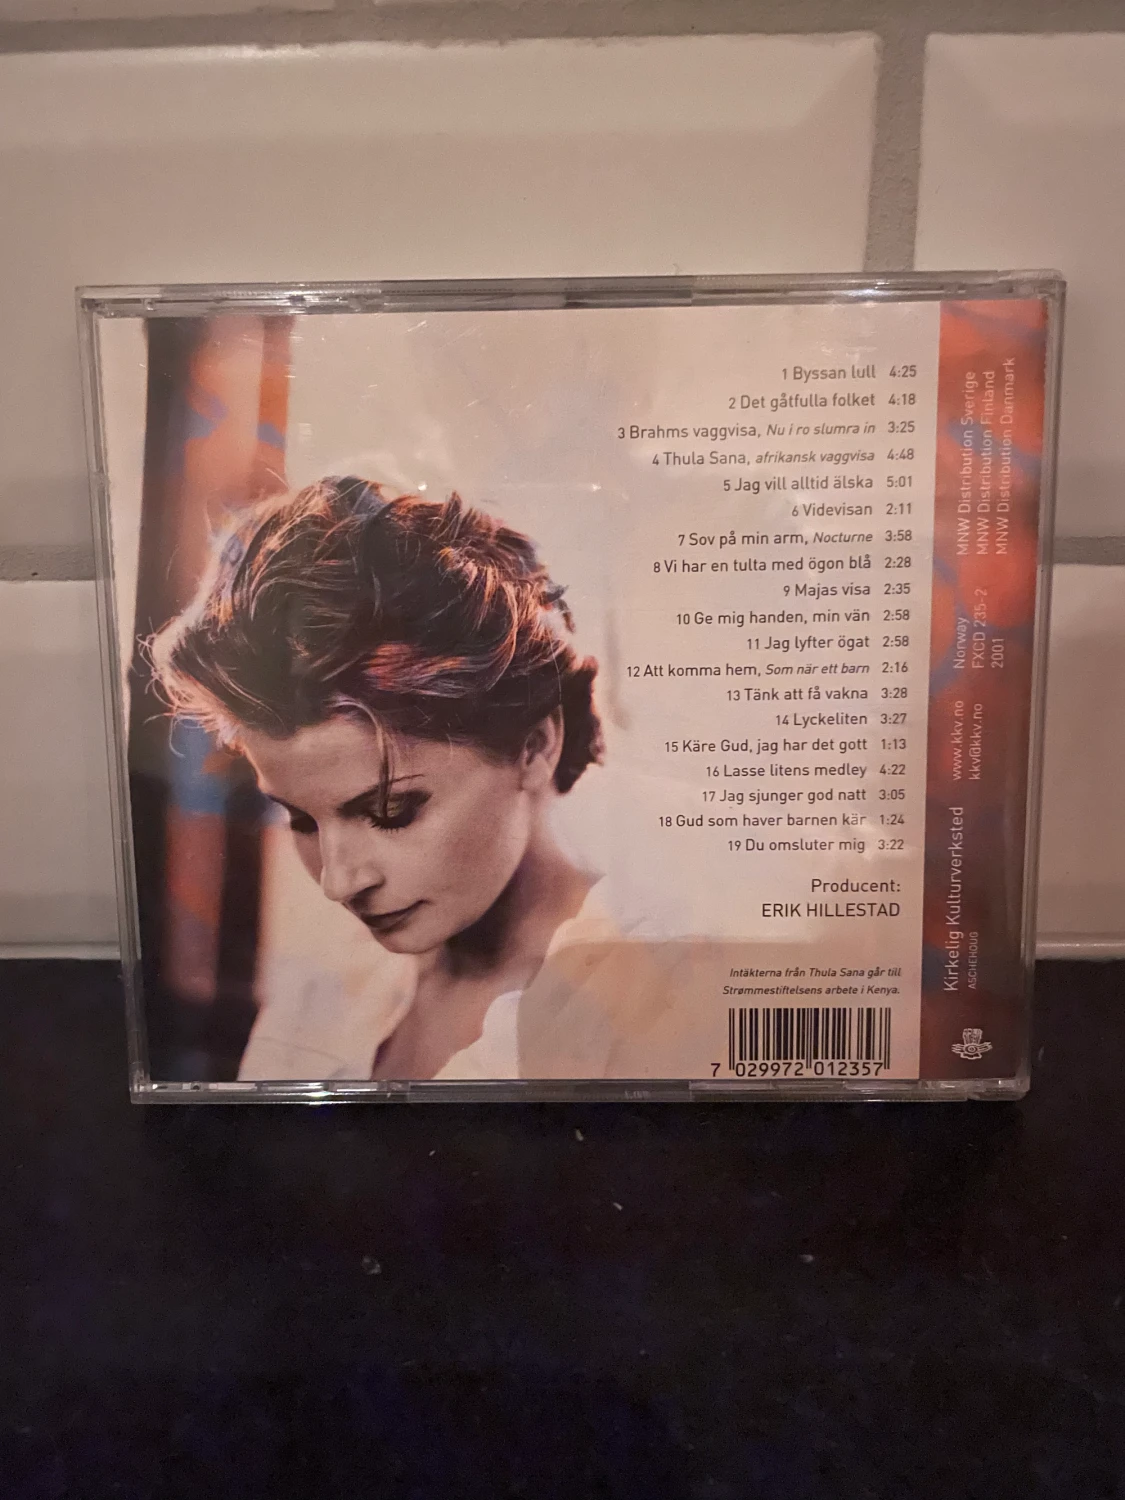 1 Byssan lull 4:25
2 Det gåtfulla folket 4:18
3 Brahms vaggvisa, Nu i ro slumra in 3:25
4 Thula Sana, afrikansk vaggvisa 4:48
5 Jag vill alltid älska 5:01
6 Videvisan 2:11
7 Sov på min arm, Nocturne 3:58
8 Vi har en tulta med ögon blå 2:28
9 Majas visa 2:35
10 Ge mig handen, min vän 2:58
11 Jag lyfter ögat 2:58
12 Att komma hem, Som när ett barn 2:16
13 Tänk att få vakna 3:28
14 Lyckeliten 3:27
15 Käre Gud, jag har det gott 1:13
16 Lasse litens medley 4:22
17 Jag sjunger god natt 3:05
18 Gud som haver barnen kär 1:24
19 Du omsluter mig 3:22
Producent:
ERIK HILLESTAD
Intäkterna från Thula Sana går till
Strømmestiftelsens arbete i Kenya.
7 029972 012357
Kirkelig Kulturverksted
ASCHEHOUG
www.kkv.no
kkv@kkv.no
Norway
FXCD 235-2
2001
MNW Distribution Sverige
MNW Distribution Finland
MNW Distribution Danmark